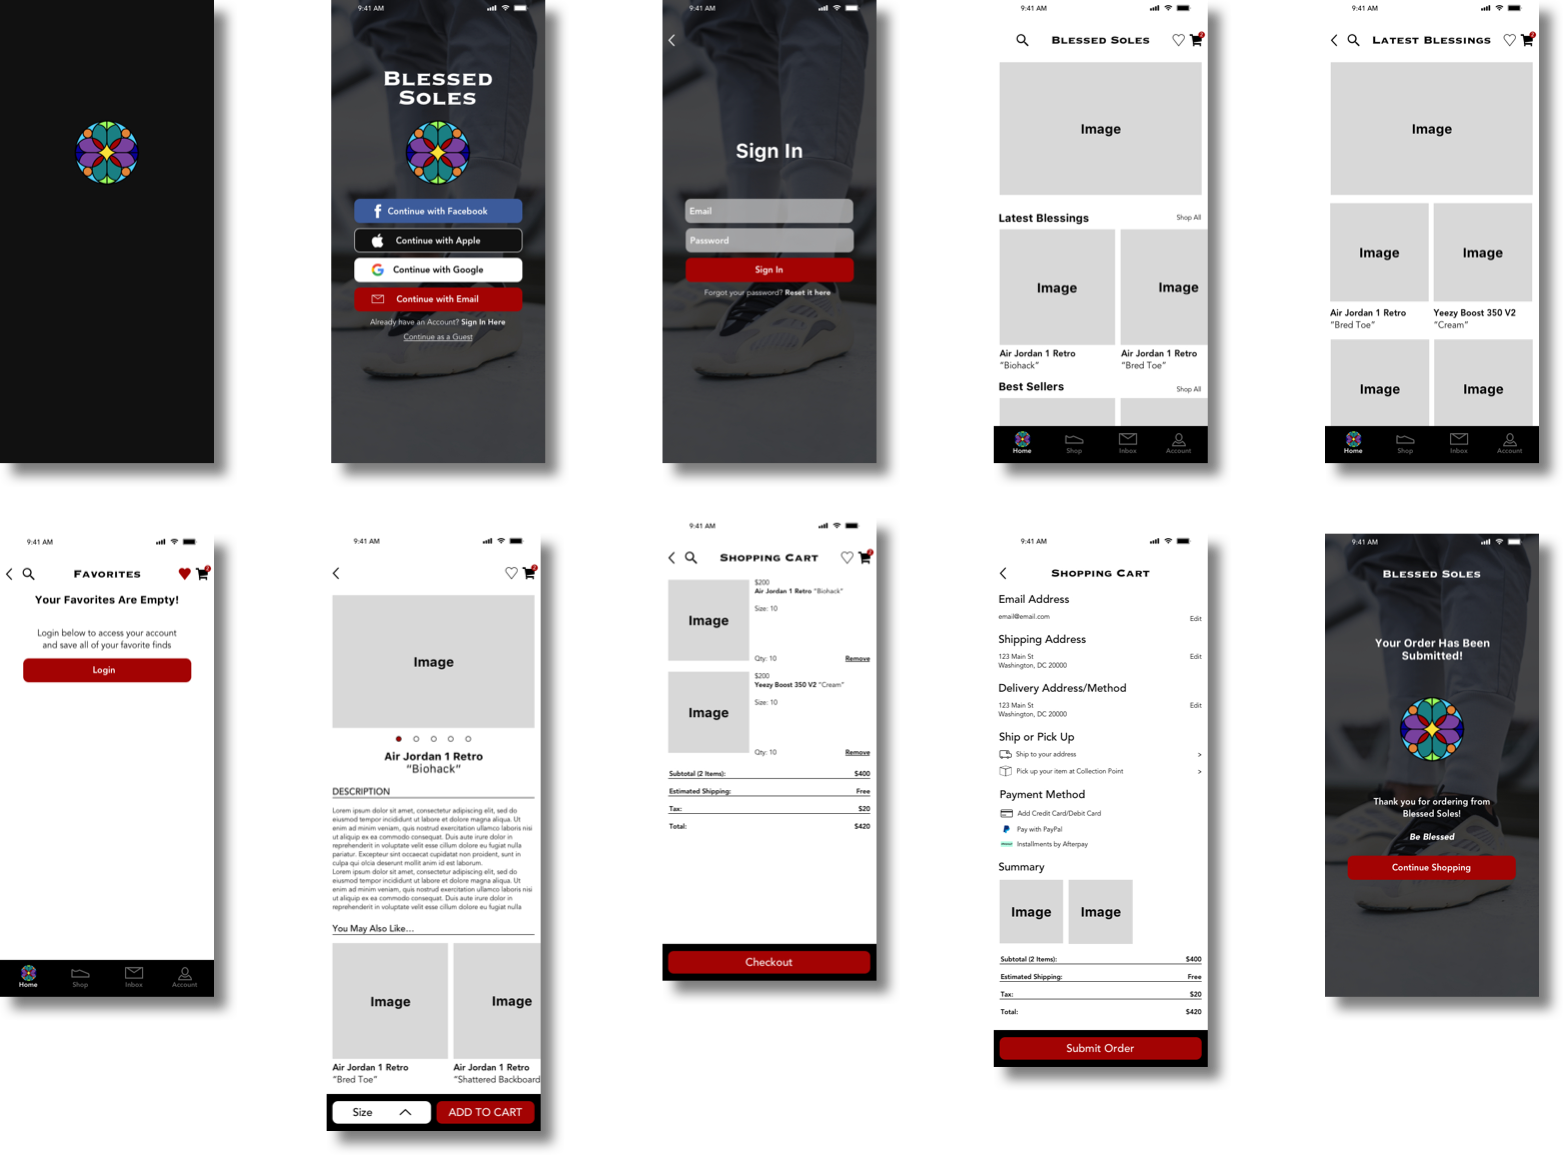 9:41 AM
BLESSED
SOLES
Continue with Facebook
Continue with Apple
Continue with Google
Continue with Email
Already have an Account? Sign In Here
Continue as a Guest
9:41 AM
Sign In
Email
Password
Sign In
Forgot your password? Reset it here
9:41 AM
BLESSED SOLES
2
Image
Latest Blessings
Shop All
Image
Image
Air Jordan 1 Retro
"Biohack"
Air Jordan 1 Retro
"Bred Toe"
Best Sellers
Shop All
Home
Shop
Inbox
Account
9:41 AM
LATEST BLESSINGS
2
Image
Image
Image
Air Jordan 1 Retro
"Bred Toe"
Yeezy Boost 350 V2
"Cream"
Image
Image
Home
Shop
Inbox
Account
9:41 AM
FAVORITES
2
Your Favorites Are Empty!
Login below to access your account
and save all of your favorite finds
Login
Home
Shop
Inbox
Account
9:41 AM
2
Image
Air Jordan 1 Retro
"Biohack"
DESCRIPTION
Lorem ipsum dolor sit amet, consectetur adipiscing elit, sed do
eiusmod tempor incididunt ut labore et dolore magna aliqua. Ut
enim ad minim veniam, quis nostrud exercitation ullamco laboris nisi
ut aliquip ex ea commodo consequat. Duis aute irure dolor in
reprehenderit in voluptate velit esse cillum dolore eu fugiat nulla
pariatur. Excepteur sint occaecat cupidatat non proident, sunt in
culpa qui officia deserunt mollit anim id est laborum.
Lorem ipsum dolor sit amet, consectetur adipiscing elit, sed do
eiusmod tempor incididunt ut labore et dolore magna aliqua. Ut
enim ad minim veniam, quis nostrud exercitation ullamco laboris nisi
ut aliquip ex ea commodo consequat. Duis aute irure dolor in
reprehenderit in voluptate velit esse cillum dolore eu fugiat nulla
You May Also Like...
Image
Image
Air Jordan 1 Retro
"Bred Toe"
Air Jordan 1 Retro
"Shattered Backboard
Size
ADD TO CART
9:41 AM
SHOPPING CART
2
Image
$200
Air Jordan 1 Retro "Biohack"
Size: 10
Qty: 10
Remove
Image
$200
Yeezy Boost 350 V2 "Cream"
Size: 10
Qty: 10
Remove
Subtotal (2 Items): $400
Estimated Shipping: Free
Tax: $20
Total: $420
Checkout
9:41 AM
SHOPPING CART
Email Address
email@email.com
Edit
Shipping Address
123 Main St
Edit
Washington, DC 20000
Delivery Address/Method
123 Main St
Edit
Washington, DC 20000
Ship or Pick Up
Ship to your address >
Pick up your item at Collection Point >
Payment Method
Add Credit Card/Debit Card
Pay with PayPal
Installments by Afterpay
Summary
Image
Image
Subtotal (2 Items): $400
Estimated Shipping: Free
Tax: $20
Total: $420
Submit Order
9:41 AM
BLESSED SOLES
Your Order Has Been
Submitted!
Thank you for ordering from
Blessed Soles!
Be Blessed
Continue Shopping